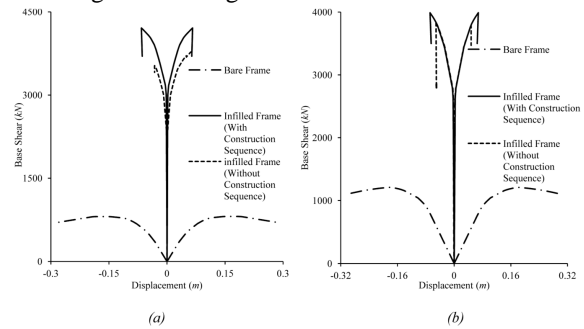 4500
3000
1500
0
Base Shear (kN)
-0.3
-0.15
0
0.15
0.3
Displacement (m)
Bare Frame
Infilled Frame
(With
Construction
Sequence)
infilled Frame
(Without
Construction
Sequence)
(a)
4000
3000
2000
1000
0
Base Shear (kN)
-0.32
-0.16
0
0.16
0.32
Displacement (m)
Bare Frame
Infilled Frame
(With Construction
Sequence)
Infilled Frame
(Without
Construction
Sequence)
(b)